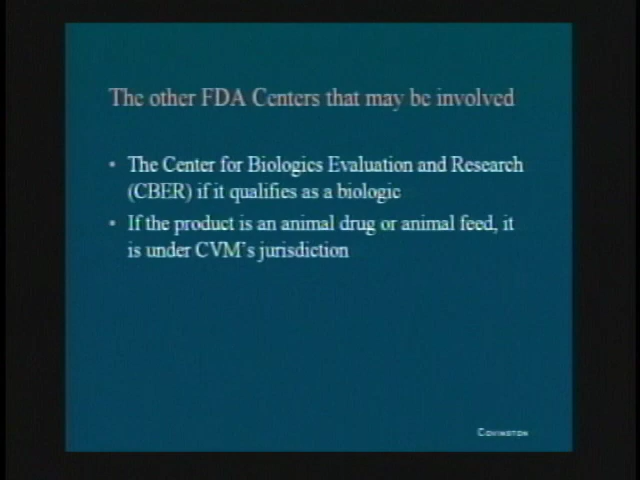 The other FDA Centers that may be involved
• The Center for Biologics Evaluation and Research
(CBER) if it qualifies as a biologic
• If the product is an animal drug or animal feed, it
is under CVM's jurisdiction
COVINGTON